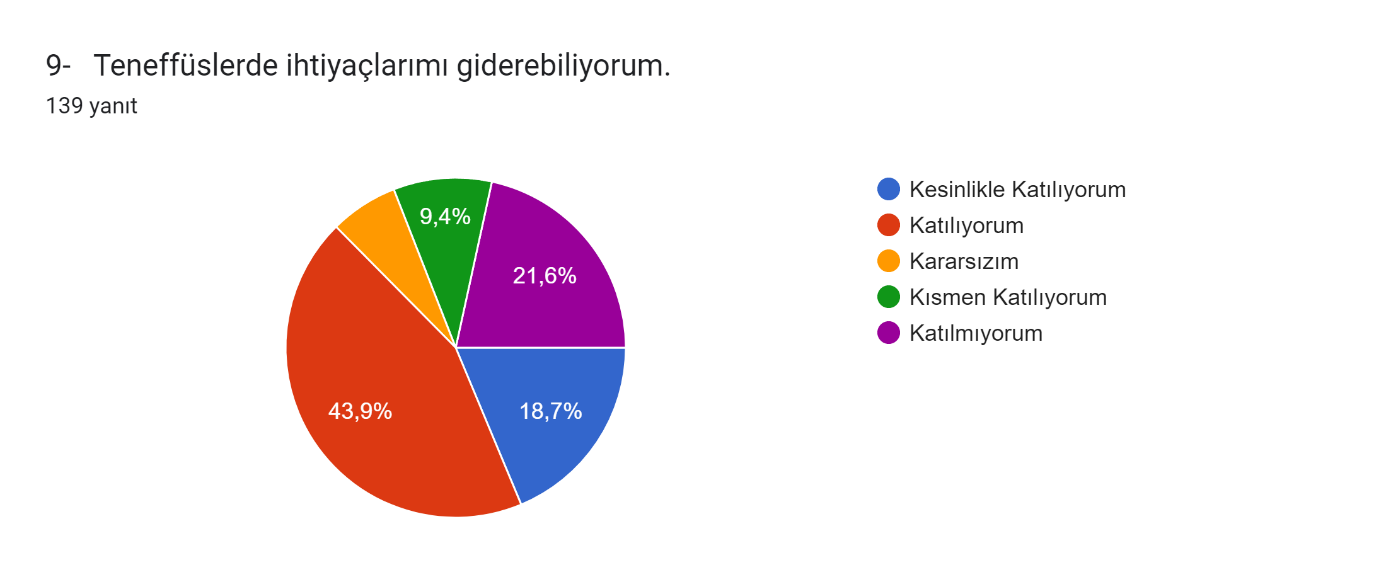 9- Teneffüslerde ihtiyaçlarımı giderebiliyorum.
139 yanıt
9,4%
21,6%
43,9%
18,7%
Kesinlikle Katılıyorum
Katılıyorum
Kararsızım
Kısmen Katılıyorum
Katılmıyorum